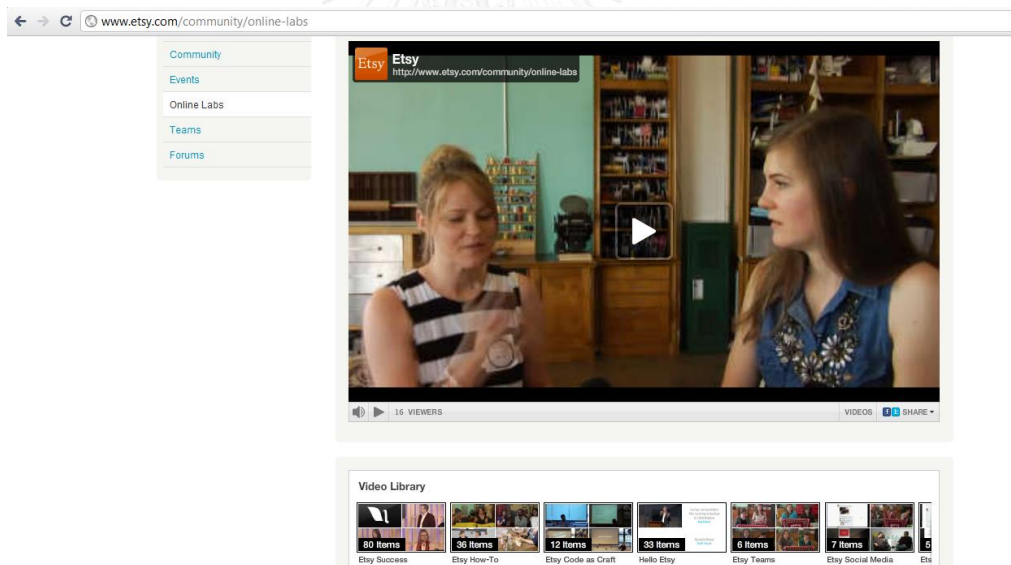 www.etsy.com/community/online-labs
Community
Events
Online Labs
Teams
Forums
Etsy
Etsy
http://www.etsy.com/community/online-labs
16 VIEWERS
VIDEOS
f t SHARE
Video Library
80 Items
36 Items
12 Items
33 Items
6 Items
7 Items
5
Etsy Success
Etsy How-To
Etsy Code as Craft
Hello Etsy
Etsy Teams
Etsy Social Media
Ets